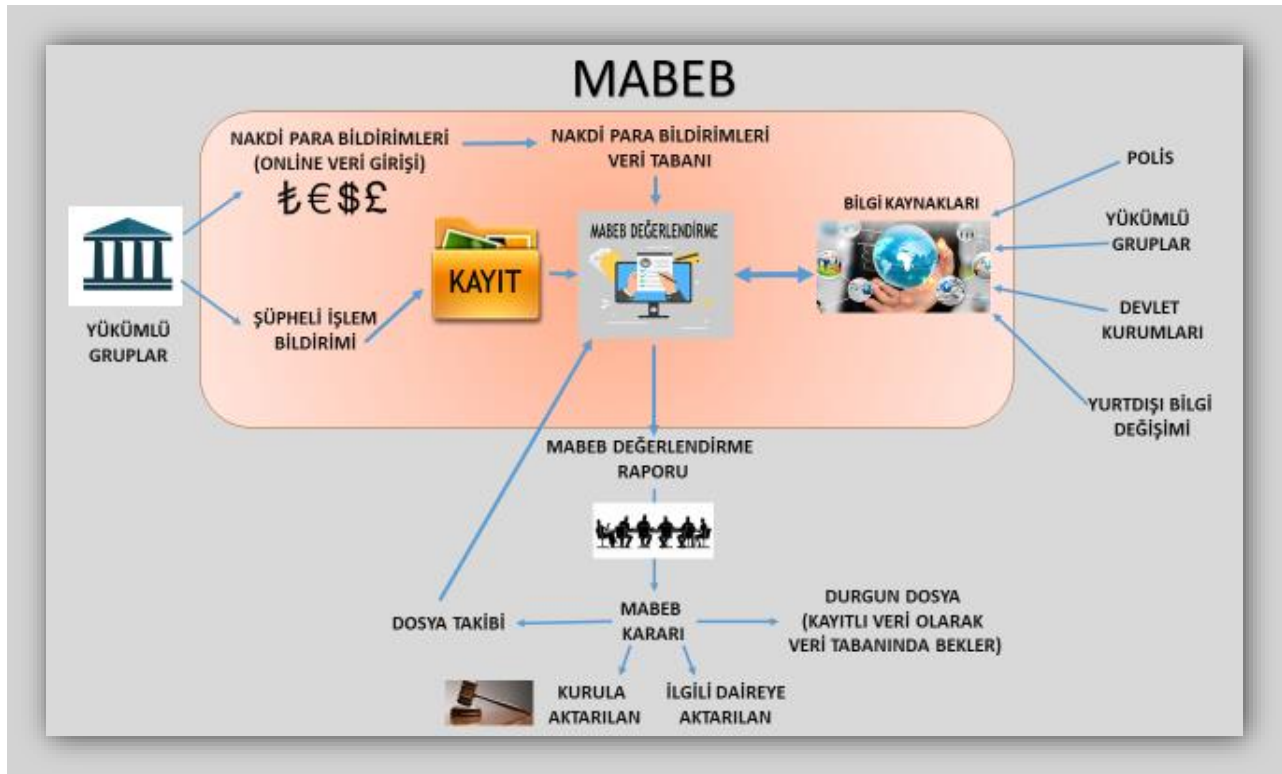 MABEB
NAKDİ PARA BİLDİRİMLERİ
(ONLİNE VERİ GİRİŞİ)
₺€$£
NAKDİ PARA BİLDİRİMLERİ
VERİ TABANI
POLİS
YÜKÜMLÜ
GRUPLAR
DEVLET
KURUMLARI
YURTDIŞI BİLGİ
DEĞİŞİMİ
BİLGİ KAYNAKLARI
MABEB DEĞERLENDİRME
KAYIT
YÜKÜMLÜ
GRUPLAR
ŞÜPHELİ İŞLEM
BİLDİRİMİ
MABEB DEĞERLENDİRME
RAPORU
DOSYA TAKİBİ
MABEB
KARARI
DURGUN DOSYA
(KAYITLI VERİ OLARAK
VERİ TABANINDA BEKLER)
KURULA
AKTARILAN
İLGİLİ DAİREYE
AKTARILAN